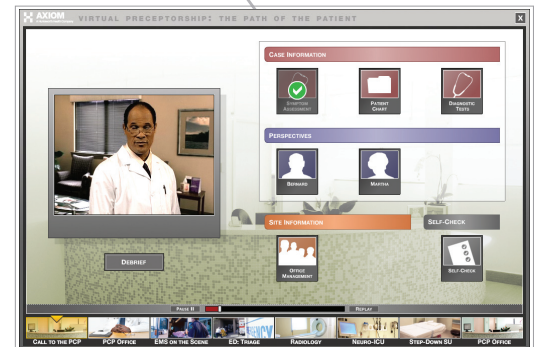 AXIOM VIRTUAL PRECEPTORSHIP: THE PATH OF THE PATIENT X
CASE INFORMATION
SYMPTOM ASSESSMENT
PATIENT CHART
DIAGNOSTIC TESTS
PERSPECTIVES
BERNARD MARTHA
SITE INFORMATION SELF-CHECK
OFFICE MANAGEMENT
SELF-CHECK
DEBRIEF
PAUSE II REPLAY
CALL TO THE PCP PCP OFFICE EMS ON THE SCENE ED: TRIAGE RADIOLOGY NEURO-ICU STEP-DOWN SU PCP OFFICE